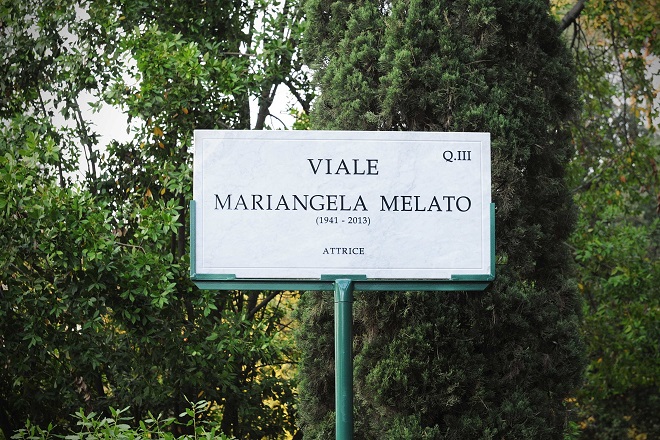 Q.III
VIALE
MARIANGELA MELATO
(1941 - 2013)
ATTRICE